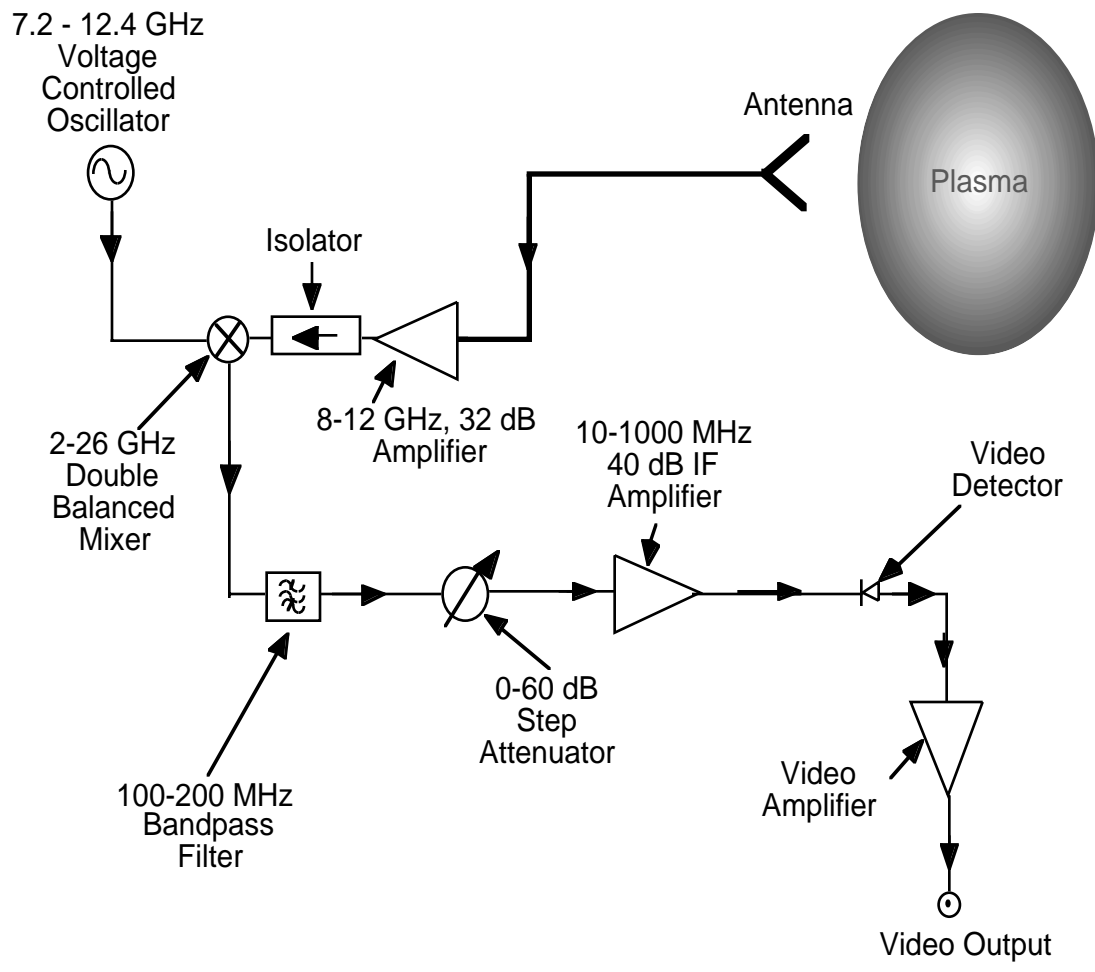 7.2 - 12.4 GHz
Voltage
Controlled
Oscillator
Antenna
Plasma
Isolator
8-12 GHz, 32 dB
Amplifier
2-26 GHz
Double
Balanced
Mixer
10-1000 MHz
40 dB IF
Amplifier
Video
Detector
0-60 dB
Step
Attenuator
100-200 MHz
Bandpass
Filter
Video
Amplifier
Video Output